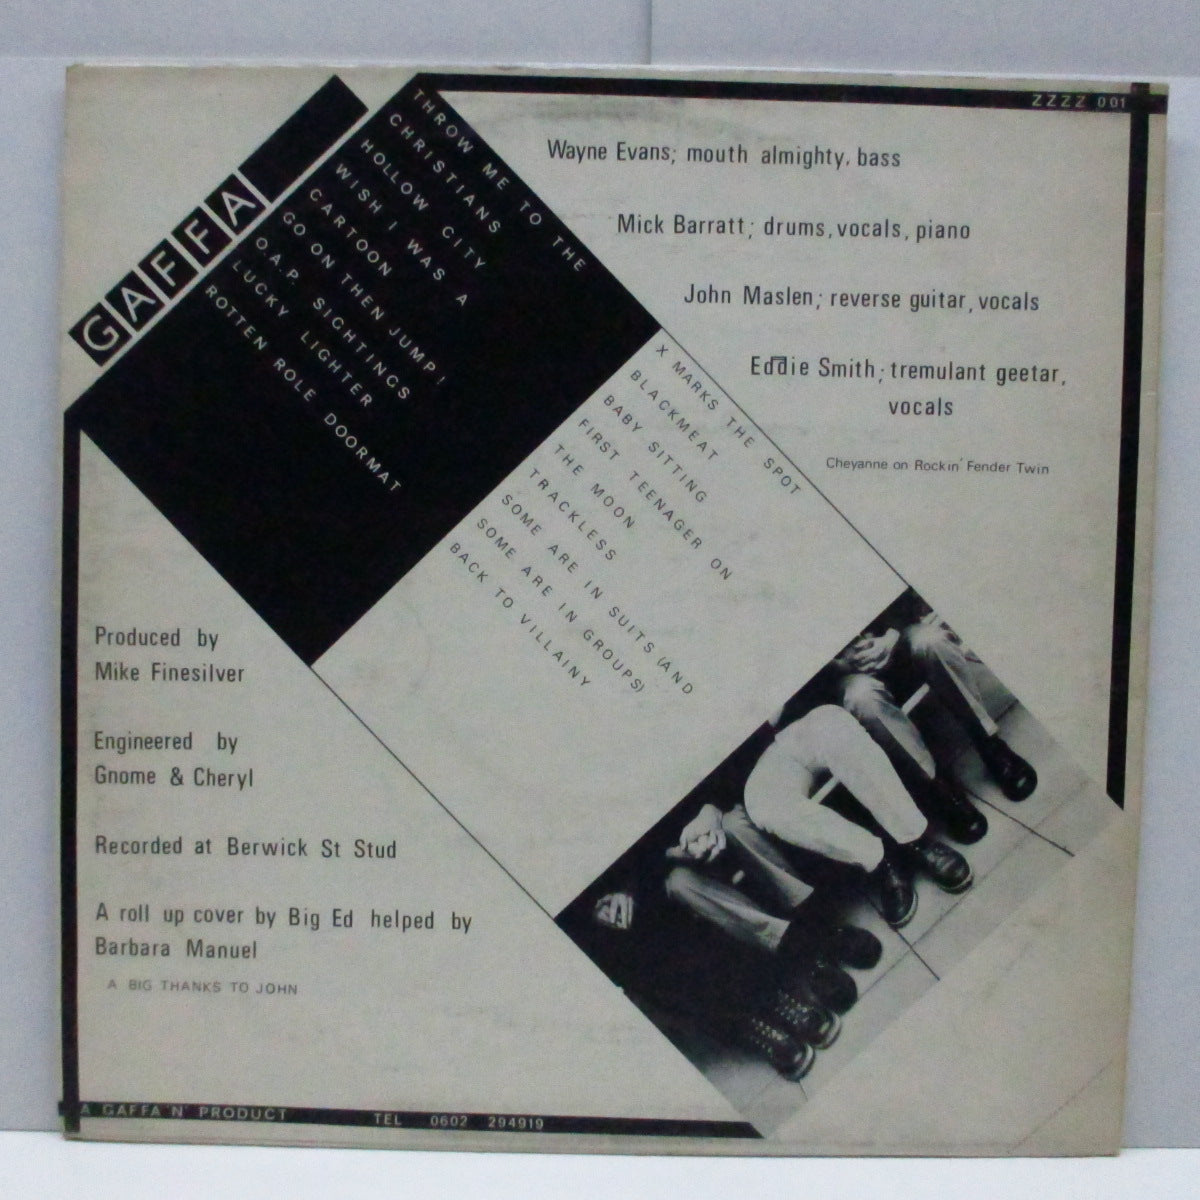 ZZZZ 001
GAFFA
THROW ME TO THE
CHRISTIANS
HOLLOW CITY
WISH I WAS A
CARTOON
GO ON THEN JUMP!
O.A.P. SIGHTINGS
LUCKY LIGHTER
ROTTEN ROLE DOORMAT
Wayne Evans; mouth almighty, bass
Mick Barratt; drums, vocals, piano
John Maslen; reverse guitar, vocals
Eddie Smith; tremulant geetar,
vocals
Cheyanne on Rockin' Fender Twin
X MARKS THE SPOT
BLACKMEAT
BABY SITTING
FIRST TEENAGER ON
THE MOON
TRACKLESS
SOME ARE IN SUITS (AND
SOME ARE IN GROUPS)
BACK TO VILLAINY
Produced by
Mike Finesilver
Engineered by
Gnome & Cheryl
Recorded at Berwick St Stud
A roll up cover by Big Ed helped by
Barbara Manuel
A BIG THANKS TO JOHN
A GAFFA N' PRODUCT TEL 0602 294919